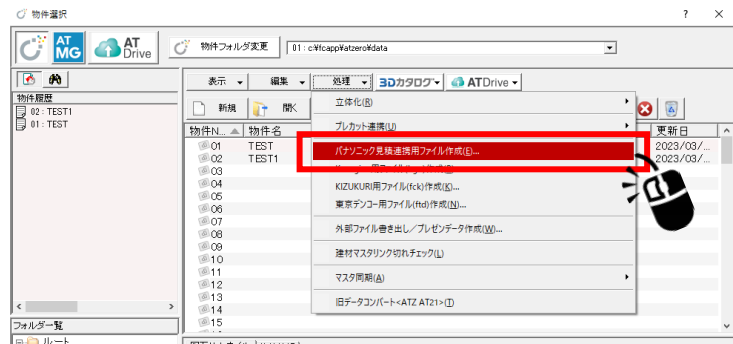 物件選択
? ×
AT MG
AT Drive
物件フォルダ変更
01 : c:¥fcapp¥atzero¥data
表示
編集
処理
3Dカタログ
ATDrive
物件履歴
02 : TEST1
01 : TEST
新規
開く
物件N...
物件名
更新日
01 TEST 2023/03/...
02 TEST1 2023/03/...
03
04
05
06
07
08
09
10
11
12
13
14
15
立体化(R)
プレカット連携(U)
パナソニック見積連携用ファイル作成(E)...
KIZUKURI用ファイル(fck)作成(K)...
東京デンコー用ファイル(ftd)作成(N)...
外部ファイル書き出し／プレゼンデータ作成(W)...
建材マスタリンク切れチェック(L)
マスタ同期(A)
旧データコンバート<ATZ AT21>(T)
フォルダ一覧
ルート